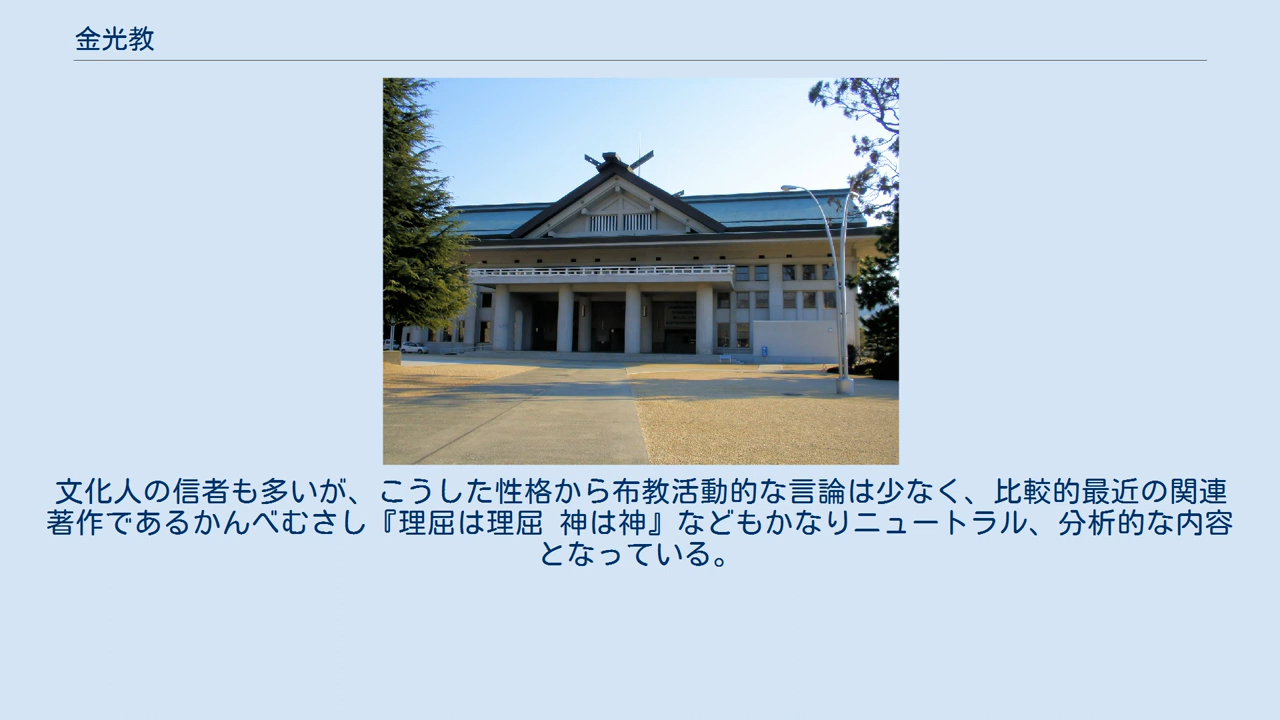 金光教
文化人の信者も多いが、こうした性格から布教活動的な言論は少なく、比較的最近の関連
著作であるかんべむさし『理屈は理屈 神は神』などもかなりニュートラル、分析的な内容
となっている。